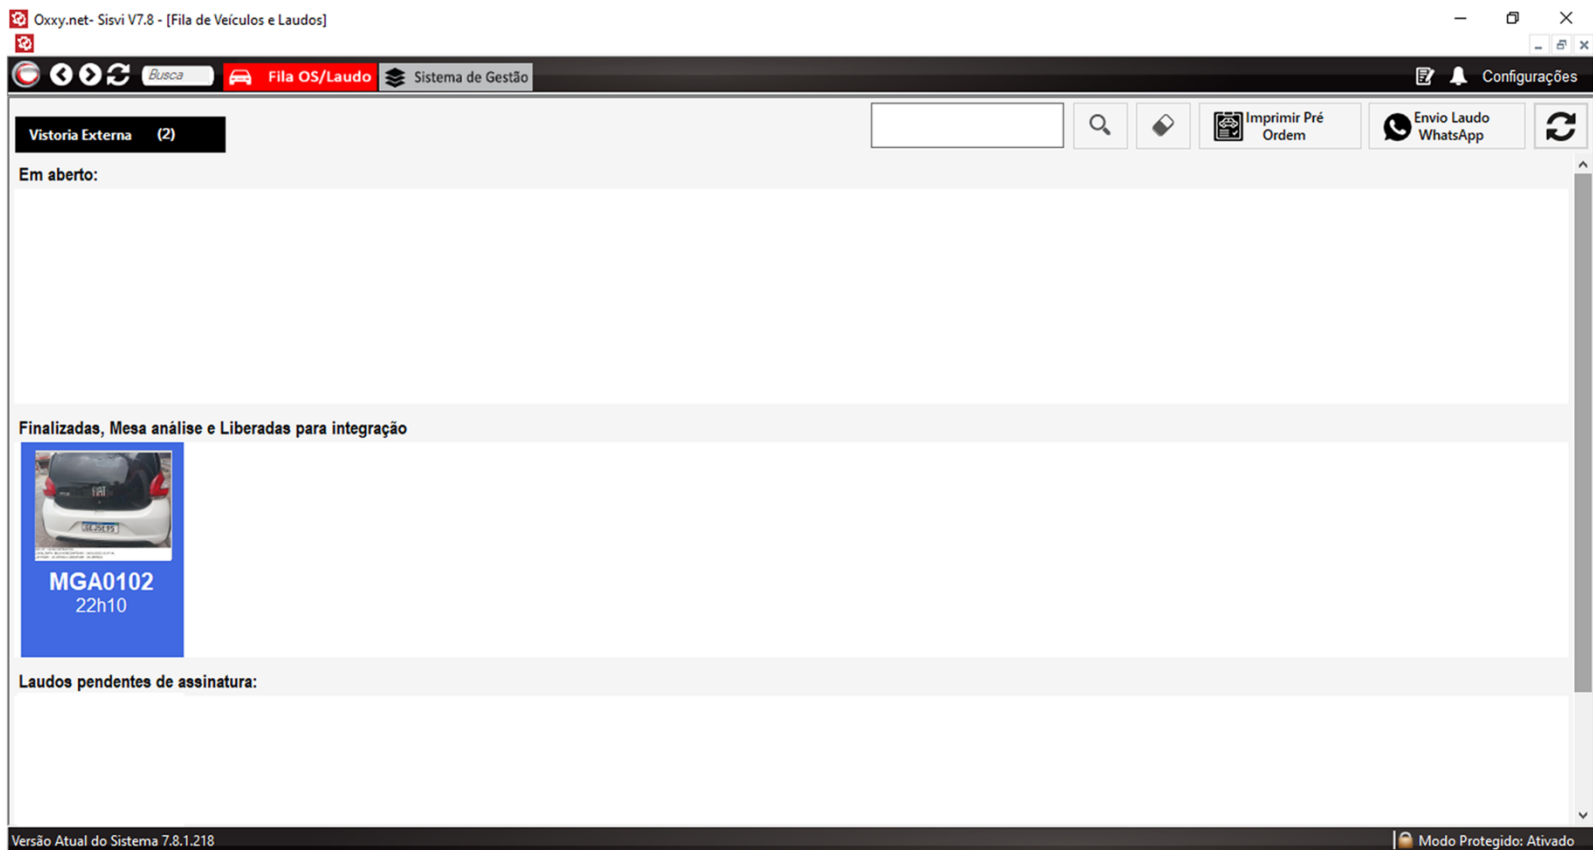 Oxxy.net- Sisvi V7.8 - [Fila de Veículos e Laudos]
Busca
Fila OS/Laudo
Sistema de Gestão
Configurações
Vistoria Externa (2)
Imprimir Pré
Ordem
Envio Laudo
WhatsApp
Em aberto:
Finalizadas, Mesa análise e Liberadas para integração
FIAT
MGA0102
22h10
Laudos pendentes de assinatura:
Versão Atual do Sistema 7.8.1.218
Modo Protegido: Ativado